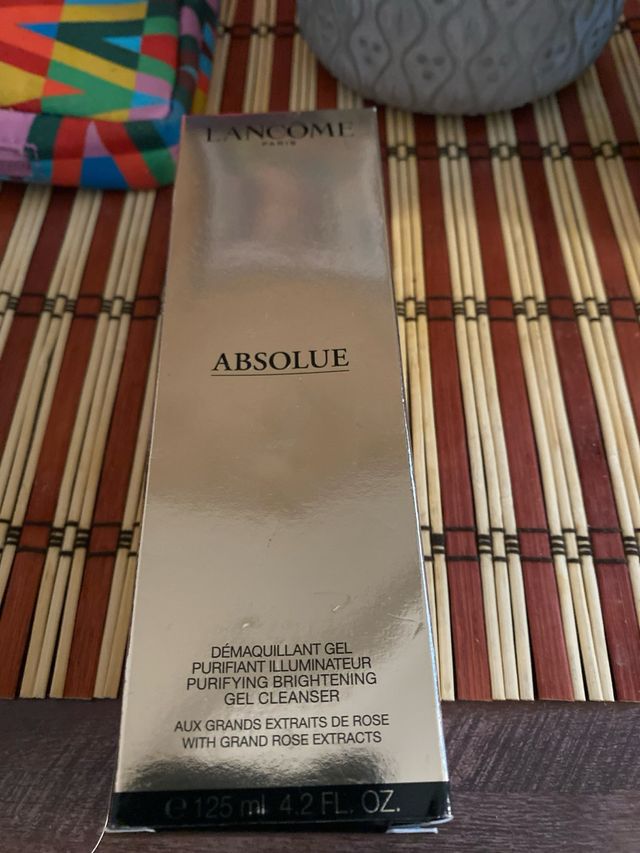 LANCÔME
PARIS
ABSOLUE
DÉMAQUILLANT GEL
PURIFIANT ILLUMINATEUR
PURIFYING BRIGHTENING
GEL CLEANSER
AUX GRANDS EXTRAITS DE ROSE
WITH GRAND ROSE EXTRACTS
℮ 125 ml 4.2 FL. OZ.